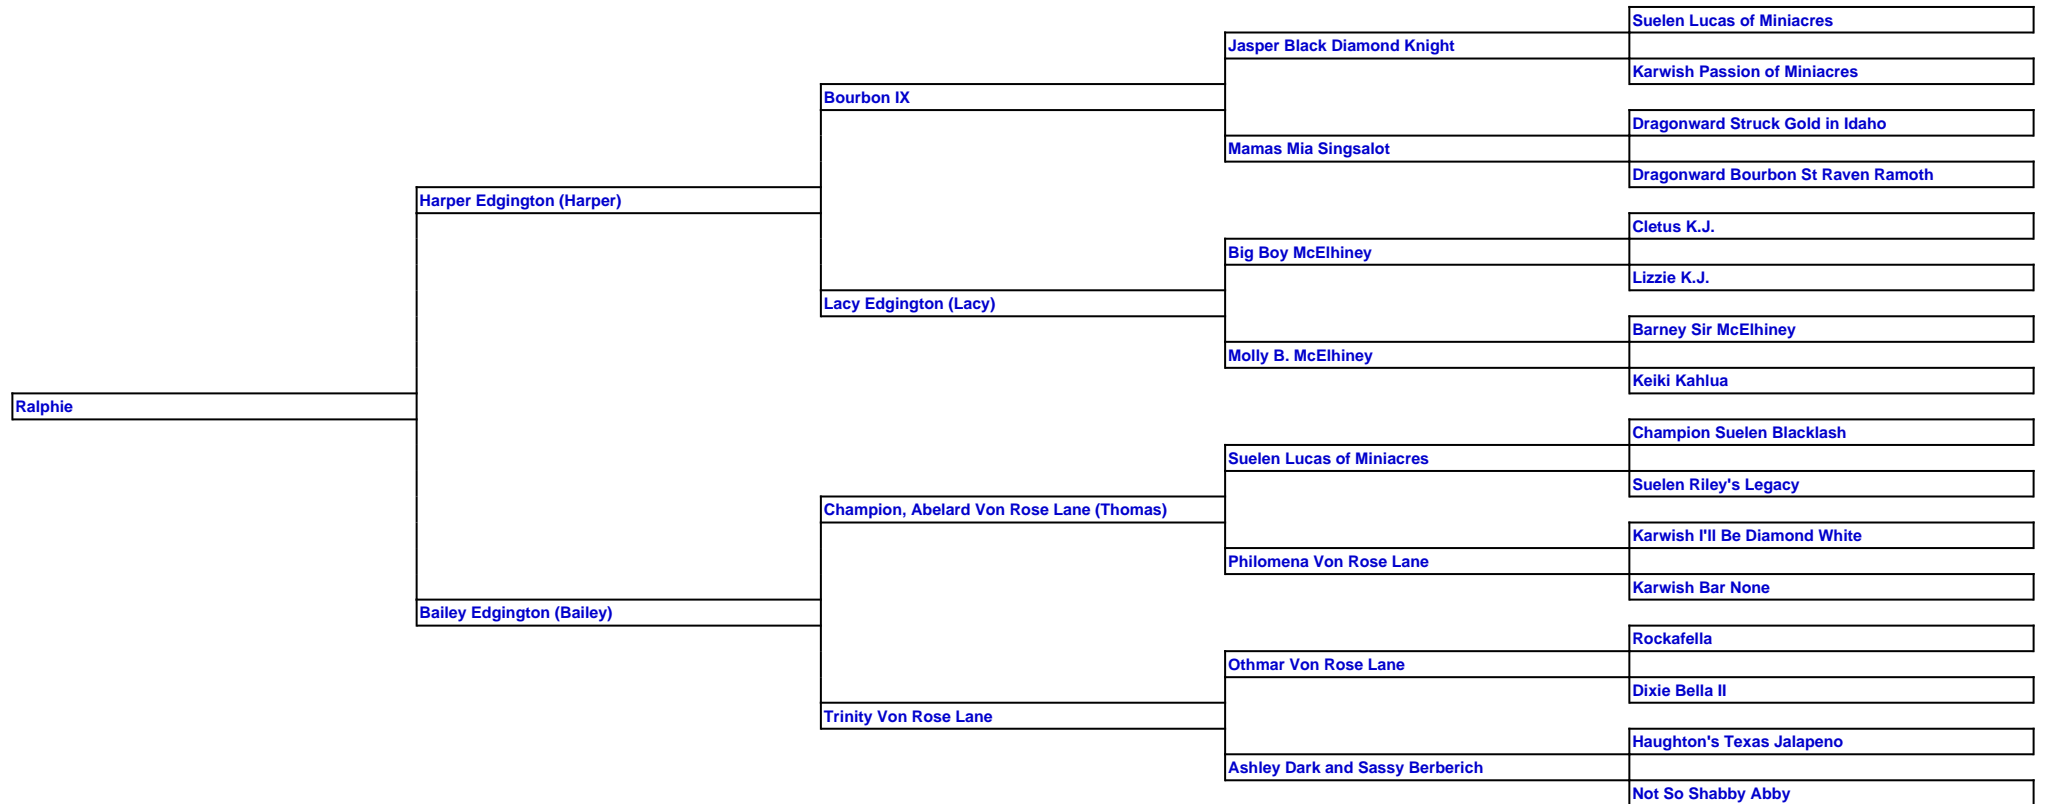 Suelen Lucas of Miniacres
Jasper Black Diamond Knight
Karwish Passion of Miniacres
Bourbon IX
Dragonward Struck Gold in Idaho
Mamas Mia Singsalot
Dragonward Bourbon St Raven Ramoth
Harper Edgington (Harper)
Cletus K.J.
Big Boy McElhiney
Lizzie K.J.
Lacy Edgington (Lacy)
Barney Sir McElhiney
Molly B. McElhiney
Keiki Kahlua
Ralphie
Champion Suelen Blacklash
Suelen Lucas of Miniacres
Suelen Riley's Legacy
Champion, Abelard Von Rose Lane (Thomas)
Karwish I'll Be Diamond White
Philomena Von Rose Lane
Karwish Bar None
Bailey Edgington (Bailey)
Rockafella
Othmar Von Rose Lane
Dixie Bella II
Trinity Von Rose Lane
Haughton's Texas Jalapeno
Ashley Dark and Sassy Berberich
Not So Shabby Abby